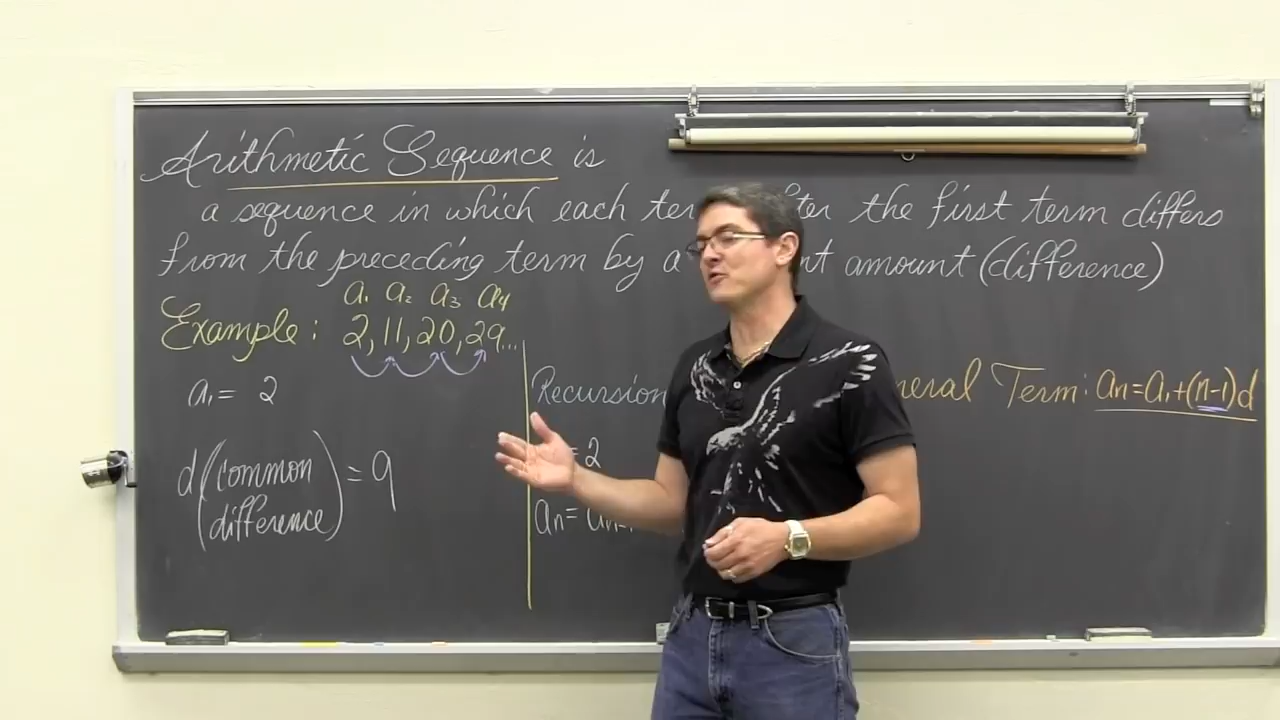 Arithmetic Sequence is
a sequence in which each the first term differs
from the preceding term by a amount (difference)
a₁ a₂ a₃ a₄
Example: 2, 11, 20, 29...
a₁ = 2
d (common difference) = 9
Recursion
= 2
an =
Term: an = a₁ + (n-1)d